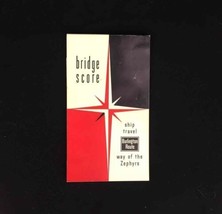 bridge
score
ship
travel
Burlington
Route
way of the
Zephyrs